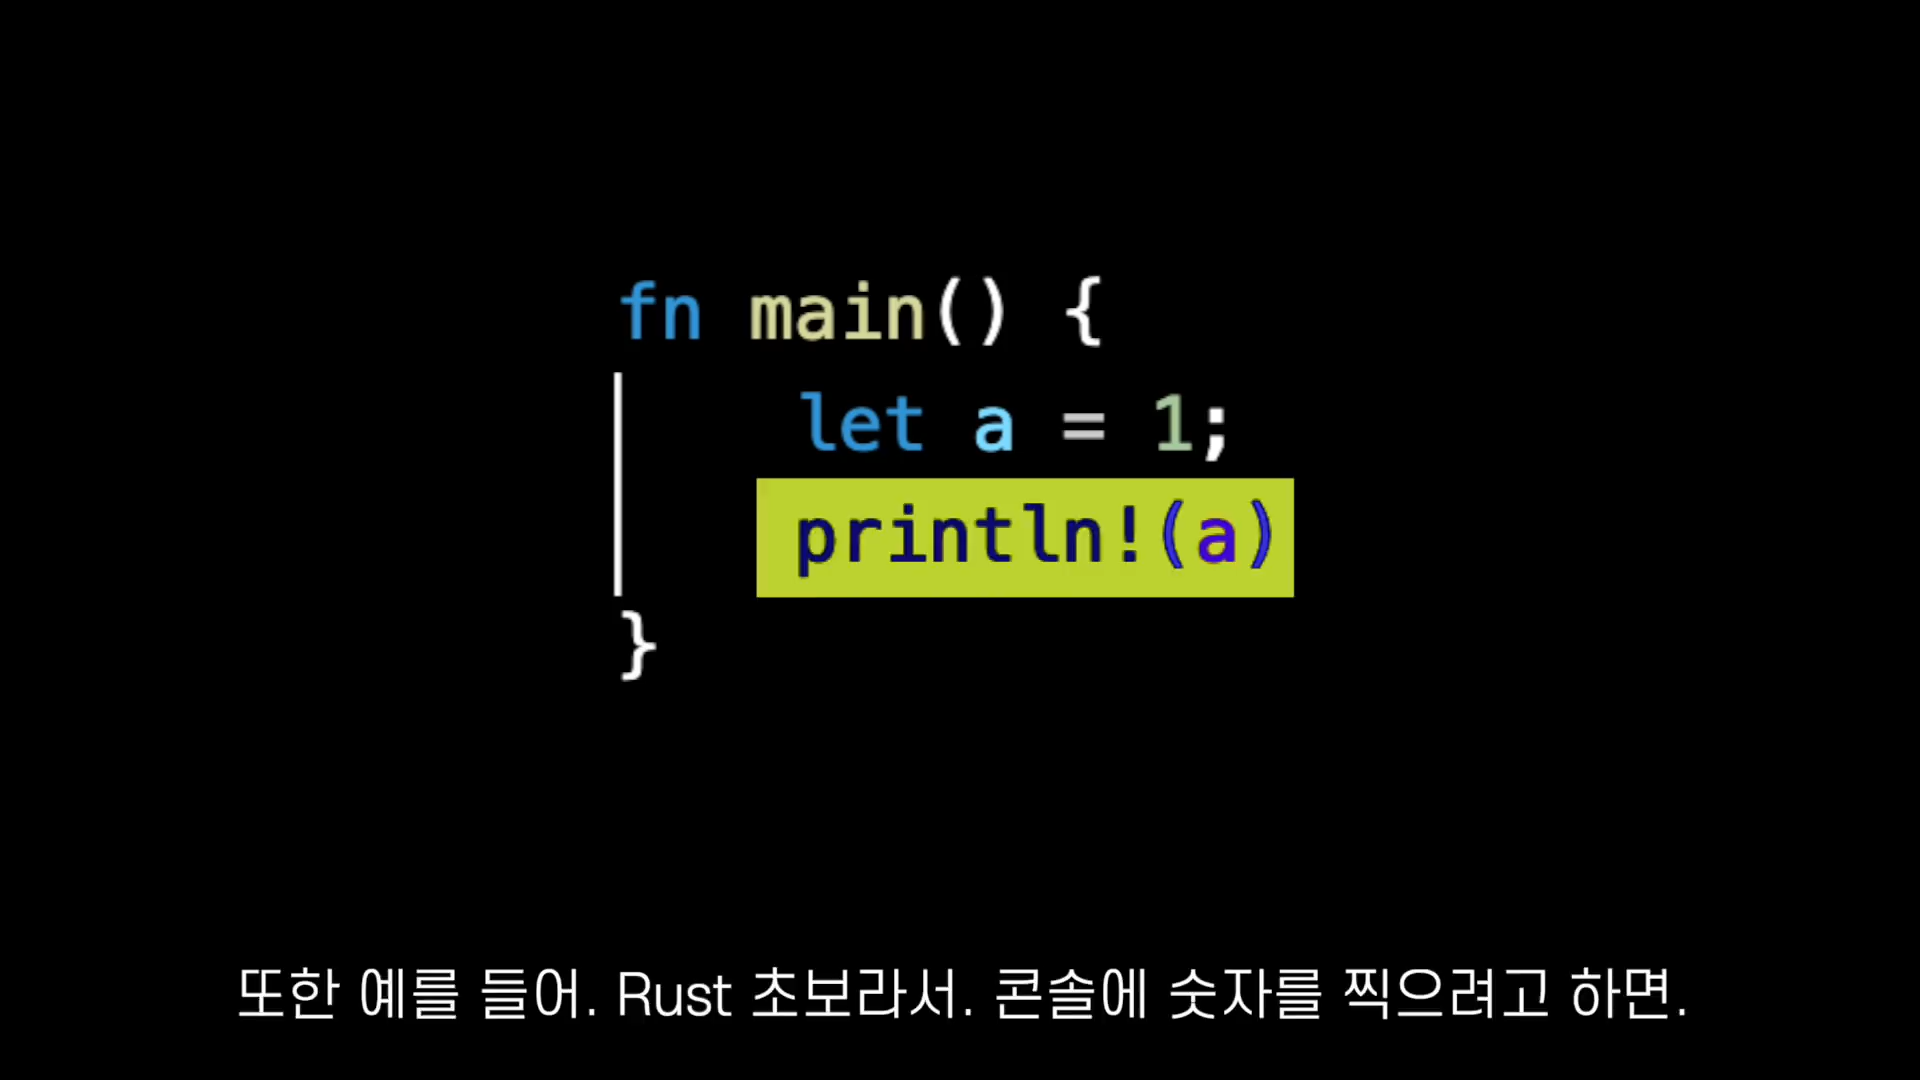 fn main() {
let a = 1;
println!(a)
}
또한 예를 들어. Rust 초보라서. 콘솔에 숫자를 찍으려고 하면.